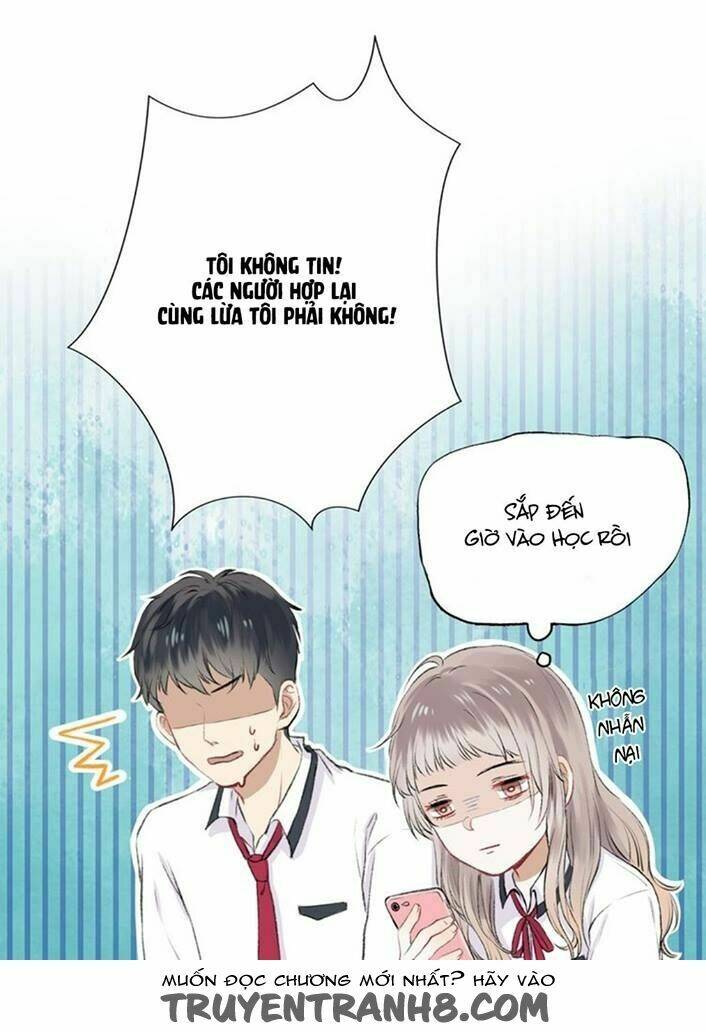 TÔI KHÔNG TIN!
CÁC NGƯỜI HỢP LẠI
CÙNG LỪA TÔI PHẢI KHÔNG!
SẮP ĐẾN
GIỜ VÀO HỌC RỒI
KHÔNG
NHẪN
NẠI
MUỐN ĐỌC CHƯƠNG MỚI NHẤT? HÃY VÀO
TRUYENTRANH8.COM